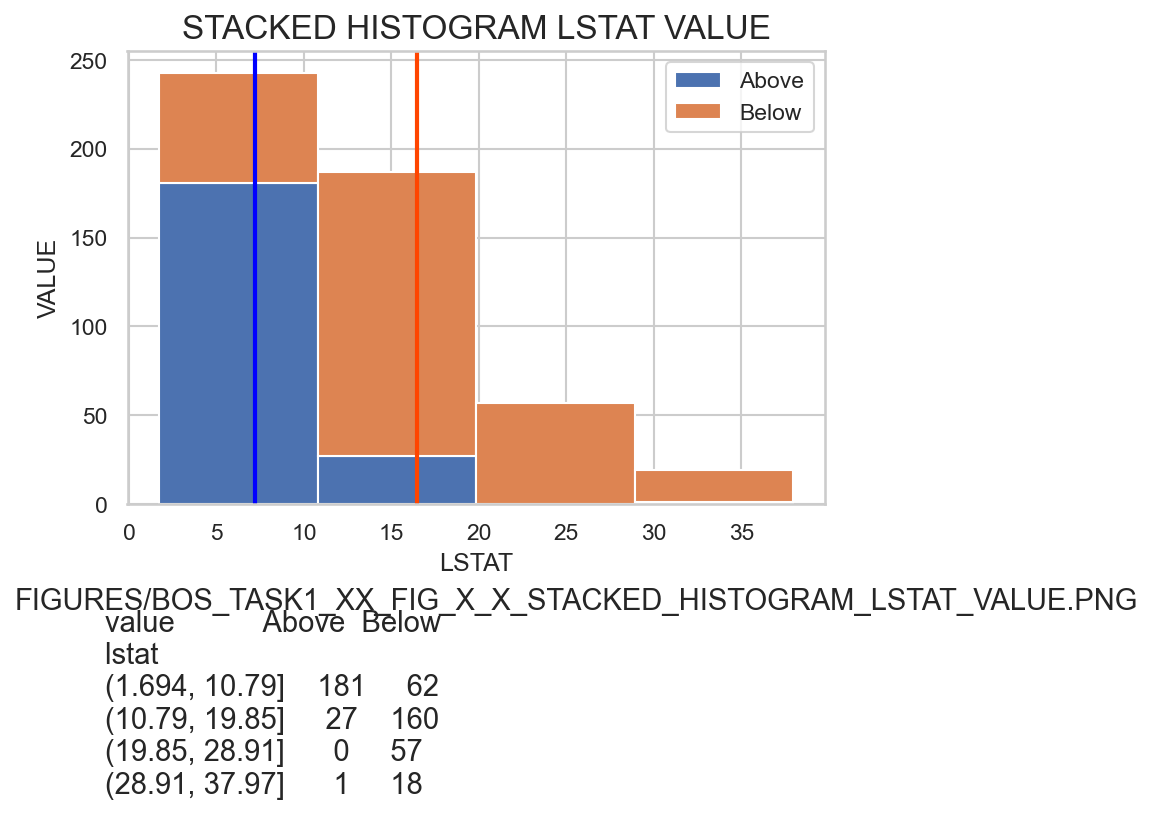 STACKED HISTOGRAM LSTAT VALUE
250
200
150
100
50
0
VALUE
Above
Below
0 5 10 15 20 25 30 35
LSTAT
FIGURES/BOS_TASK1_XX_FIG_X_X_STACKED_HISTOGRAM_LSTAT_VALUE.PNG
value Above Below
lstat
(1.694, 10.79] 181 62
(10.79, 19.85] 27 160
(19.85, 28.91] 0 57
(28.91, 37.97] 1 18